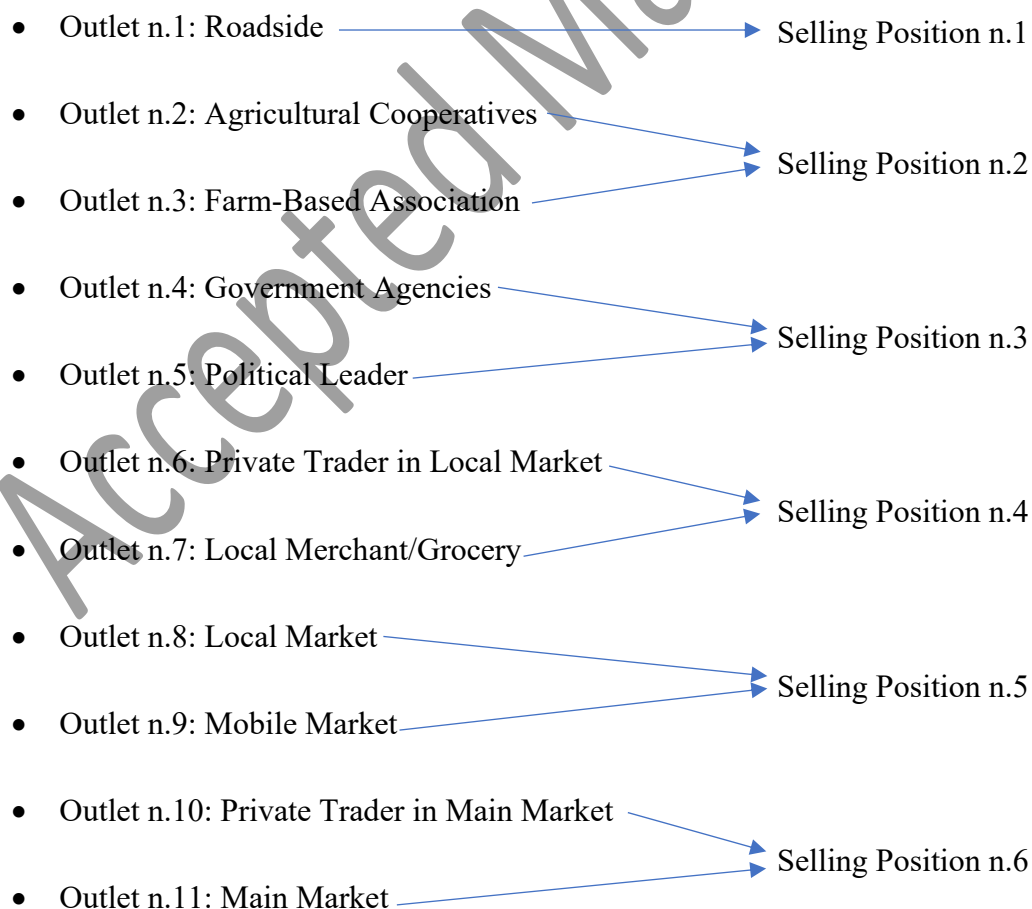 • Outlet n.1: Roadside
Selling Position n.1
• Outlet n.2: Agricultural Cooperatives
Selling Position n.2
• Outlet n.3: Farm-Based Association
• Outlet n.4: Government Agencies
Selling Position n.3
• Outlet n.5: Political Leader
• Outlet n.6: Private Trader in Local Market
Selling Position n.4
• Outlet n.7: Local Merchant/Grocery
• Outlet n.8: Local Market
Selling Position n.5
• Outlet n.9: Mobile Market
• Outlet n.10: Private Trader in Main Market
Selling Position n.6
• Outlet n.11: Main Market
Accepted